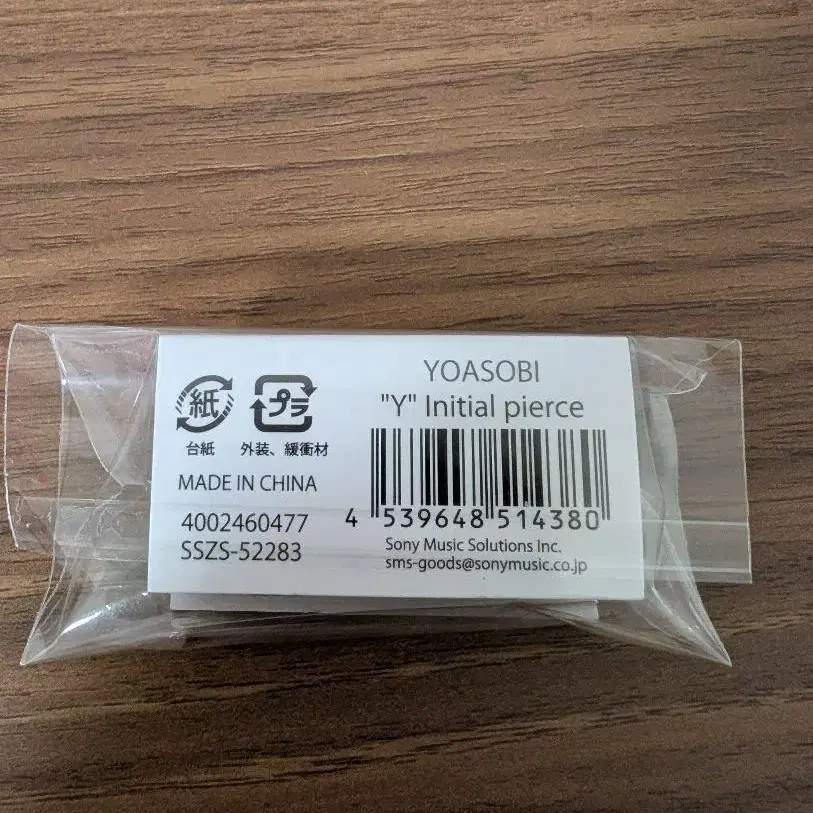 紙
プラ
台紙
外装、緩衝材
MADE IN CHINA
4002460477
SSZS-52283
YOASOBI
"Y" Initial pierce
4 539648 514380
Sony Music Solutions Inc.
sms-goods@sonymusic.co.jp